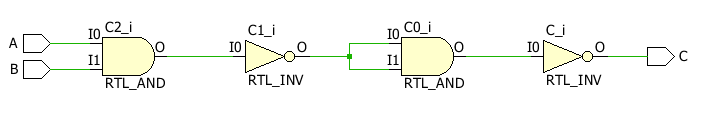 C2_i
C1_i
C0_i
C_i
A
I0
O
I0
O
I0
O
I0
O
C
B
I1
I1
RTL_AND
RTL_INV
RTL_AND
RTL_INV